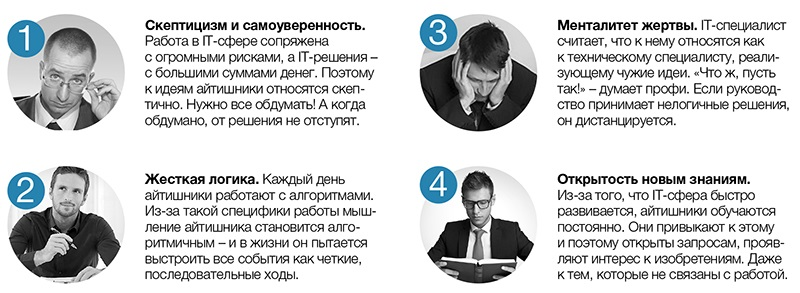 1
Скептицизм и самоуверенность.
Работа в IT-сфере сопряжена
с огромными рисками, а IT-решения –
с большими суммами денег. Поэтому
к идеям айтишники относятся скеп-
тично. Нужно все обдумать! А когда
обдумано, от решения не отступят.
2
Жесткая логика. Каждый день
айтишники работают с алгоритмами.
Из-за такой специфики работы мыш-
ление айтишника становится алго-
ритмичным – и в жизни он пытается
выстроить все события как четкие,
последовательные ходы.
3
Менталитет жертвы. IT-специалист
считает, что к нему относятся как
к техническому специалисту, реали-
зующему чужие идеи. «Что ж, пусть
так!» – думает профи. Если руковод-
ство принимает нелогичные решения,
он дистанцируется.
4
Открытость новым знаниям.
Из-за того, что IT-сфера быстро
развивается, айтишники обучаются
постоянно. Они привыкают к этому
и поэтому открыты запросам, прояв-
ляют интерес к изобретениям. Даже
к тем, которые не связаны с работой.